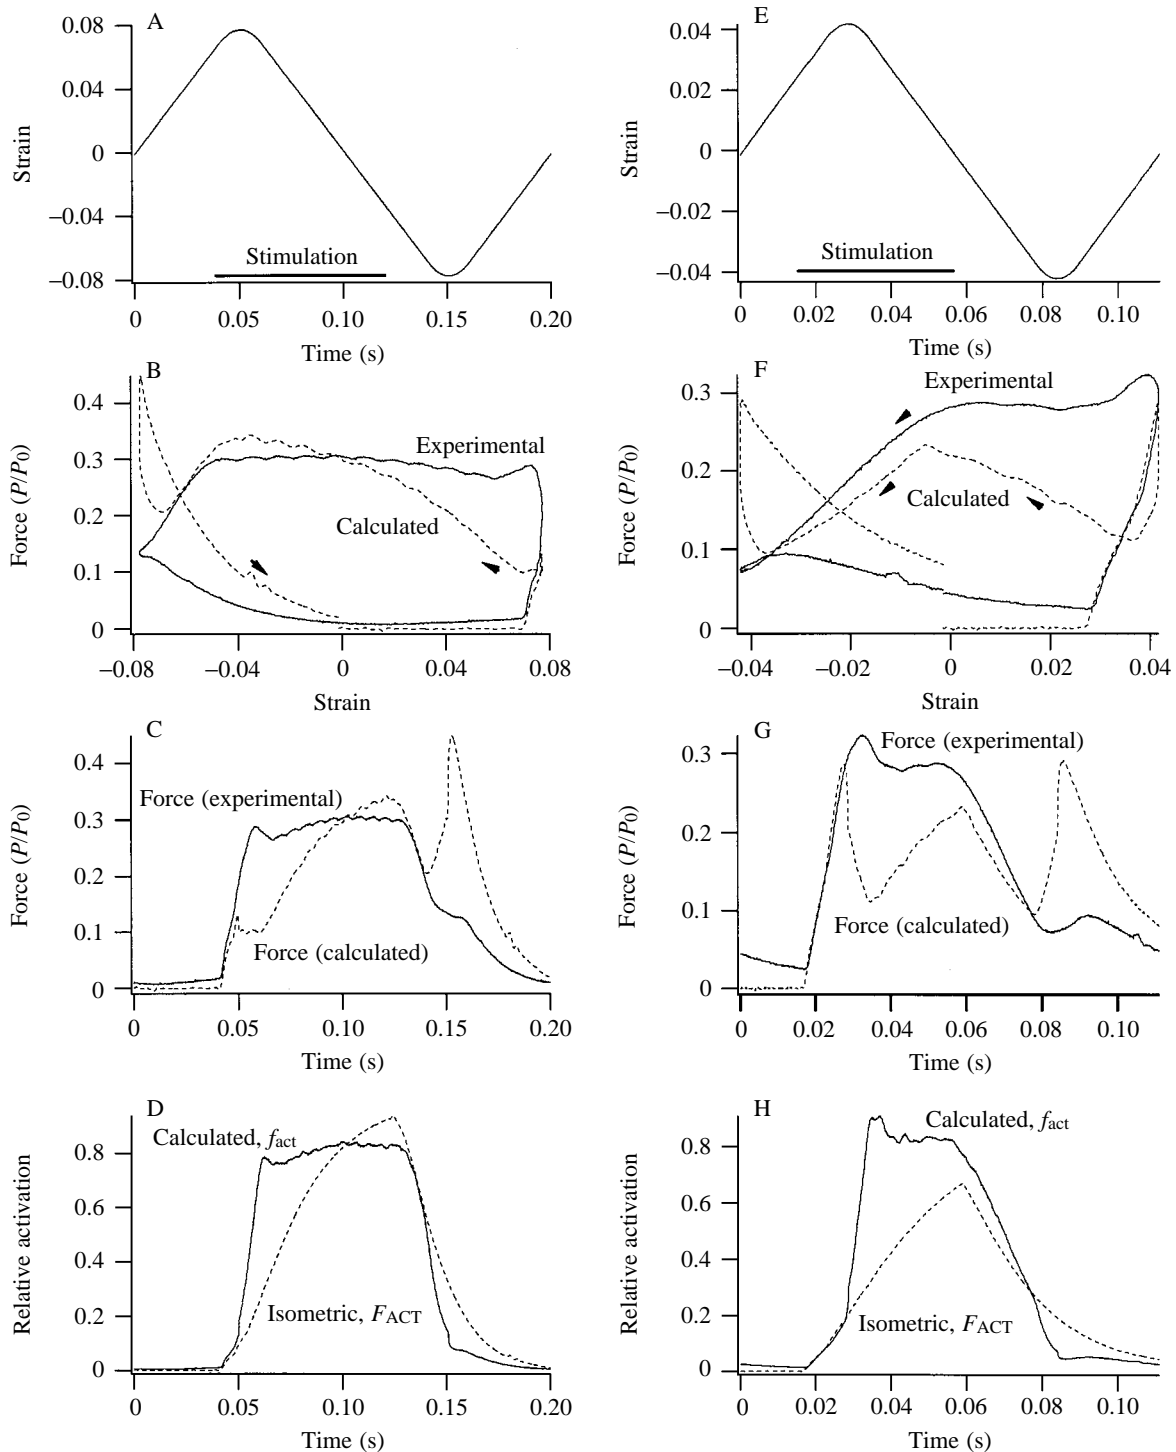 A
0.08
0.04
0
−0.04
−0.08
Strain
Stimulation
0 0.05 0.10 0.15 0.20
Time (s)
E
0.04
0.02
0
−0.02
−0.04
Strain
Stimulation
0 0.02 0.04 0.06 0.08 0.10
Time (s)
B
0.4
0.3
0.2
0.1
0
Force (P/P0)
Experimental
Calculated
−0.08 −0.04 0 0.04 0.08
Strain
F
0.3
0.2
0.1
0
Force (P/P0)
Experimental
Calculated
−0.04 −0.02 0 0.02 0.04
Strain
C
0.4
0.3
0.2
0.1
0
Force (P/P0)
Force (experimental)
Force (calculated)
0 0.05 0.10 0.15 0.20
Time (s)
G
0.3
0.2
0.1
0
Force (P/P0)
Force (experimental)
Force (calculated)
0 0.02 0.04 0.06 0.08 0.10
Time (s)
D
0.8
0.6
0.4
0.2
0
Relative activation
Calculated, fact
Isometric, FACT
0 0.05 0.10 0.15 0.20
Time (s)
H
0.8
0.6
0.4
0.2
0
Relative activation
Calculated, fact
Isometric, FACT
0 0.02 0.04 0.06 0.08 0.10
Time (s)